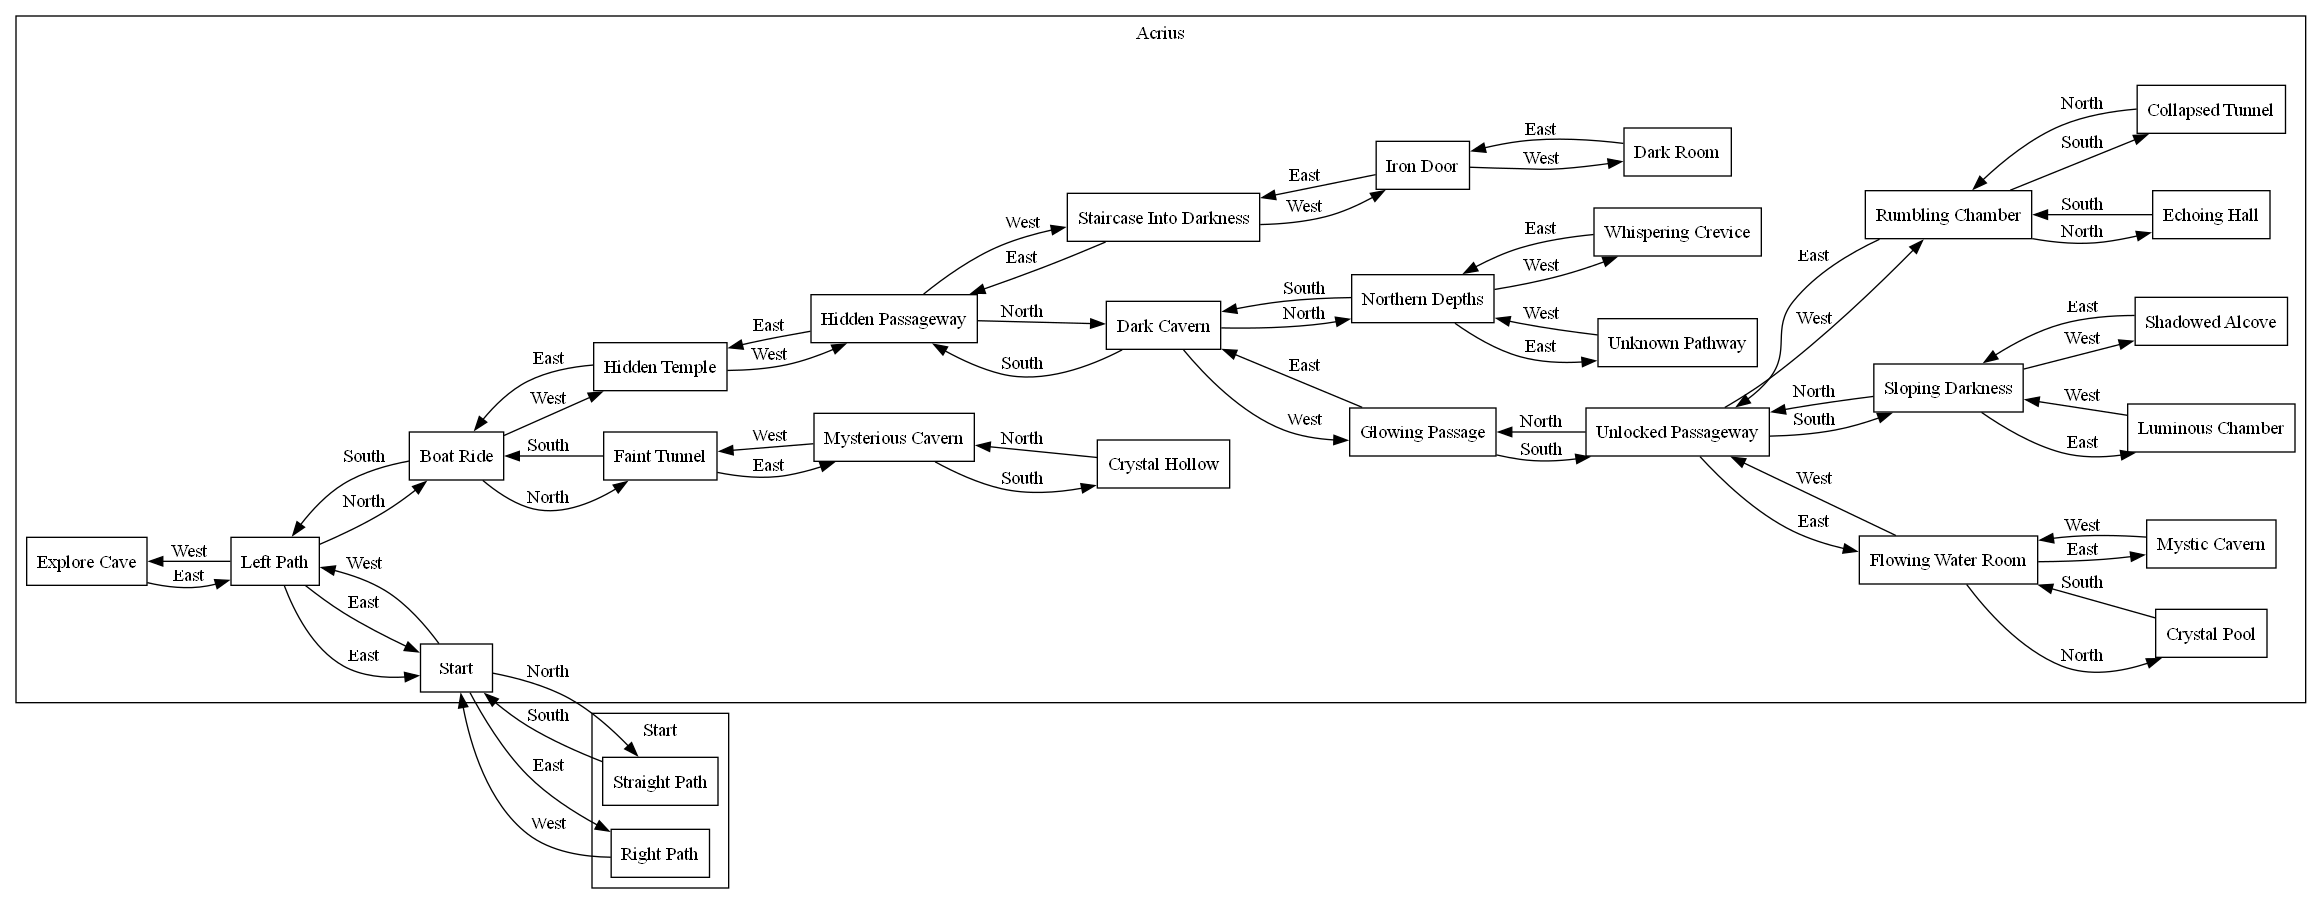 Acrius
North
Collapsed Tunnel
South
East
Dark Room
Iron Door
West
East
Staircase Into Darkness
West
West
East
East
Whispering Crevice
West
South
Rumbling Chamber
Echoing Hall
North
East
South
Northern Depths
North
West
Unknown Pathway
East
Hidden Passageway
North
Dark Cavern
South
East
West
East
Shadowed Alcove
West
East
Hidden Temple
West
East
West
East
West
North
Sloping Darkness
South
West
Luminous Chamber
East
Glowing Passage
North
South
Unlocked Passageway
Boat Ride
South
Faint Tunnel
West
East
Mysterious Cavern
North
South
Crystal Hollow
South
North
North
West
East
Explore Cave
West
East
Left Path
West
East
East
Flowing Water Room
West
East
Mystic Cavern
South
Crystal Pool
North
Start
North
South
Start
Straight Path
East
West
Right Path